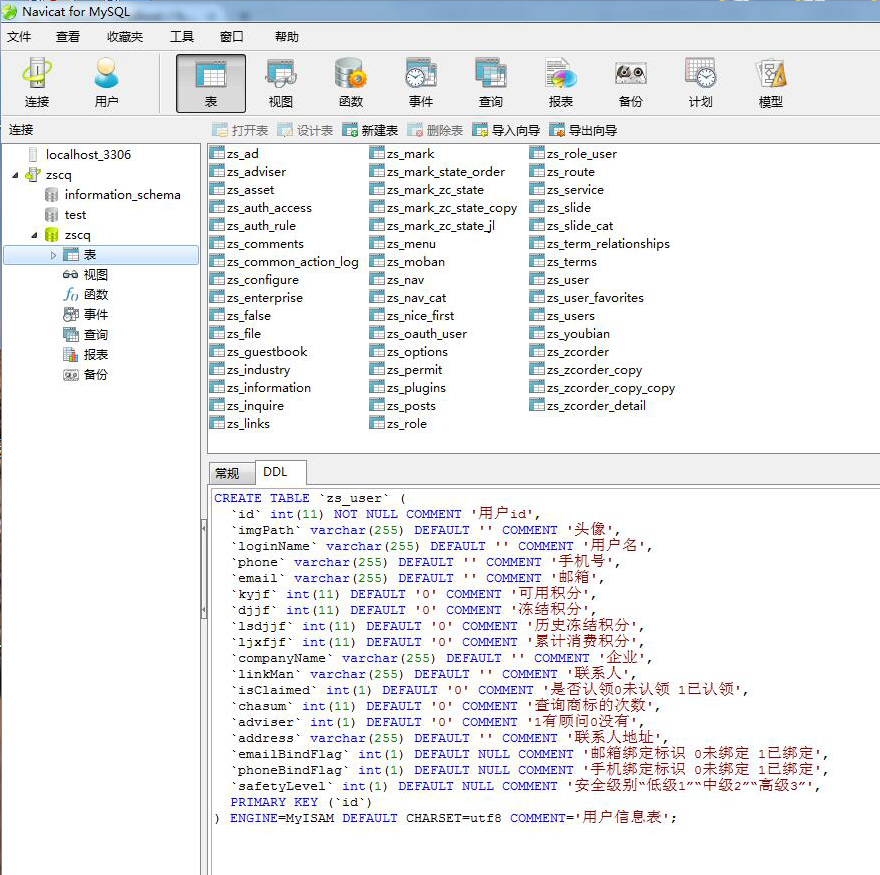 Navicat for MySQL
文件 查看 收藏夹 工具 窗口 帮助
连接 用户 表 视图 函数 事件 查询 报表 备份 计划 模型
连接
打开表 设计表 新建表 删除表 导入向导 导出向导
localhost_3306
zscq
information_schema
test
zscq
表
视图
函数
事件
查询
报表
备份
zs_ad
zs_adviser
zs_asset
zs_auth_access
zs_auth_rule
zs_comments
zs_common_action_log
zs_configure
zs_enterprise
zs_false
zs_file
zs_guestbook
zs_industry
zs_information
zs_inquire
zs_links
zs_mark
zs_mark_state_order
zs_mark_zc_state
zs_mark_zc_state_copy
zs_mark_zc_state_jl
zs_menu
zs_moban
zs_nav
zs_nav_cat
zs_nice_first
zs_oauth_user
zs_options
zs_permit
zs_plugins
zs_posts
zs_role
zs_role_user
zs_route
zs_service
zs_slide
zs_slide_cat
zs_term_relationships
zs_terms
zs_user
zs_user_favorites
zs_users
zs_youbian
zs_zcorder
zs_zcorder_copy
zs_zcorder_copy_copy
zs_zcorder_detail
常规 DDL
CREATE TABLE `zs_user` (
`id` int(11) NOT NULL COMMENT '用户id',
`imgPath` varchar(255) DEFAULT '' COMMENT '头像',
`loginName` varchar(255) DEFAULT '' COMMENT '用户名',
`phone` varchar(255) DEFAULT '' COMMENT '手机号',
`email` varchar(255) DEFAULT '' COMMENT '邮箱',
`kyjf` int(11) DEFAULT '0' COMMENT '可用积分',
`djjf` int(11) DEFAULT '0' COMMENT '冻结积分',
`lsdjjf` int(11) DEFAULT '0' COMMENT '历史冻结积分',
`ljxfjf` int(11) DEFAULT '0' COMMENT '累计消费积分',
`companyName` varchar(255) DEFAULT '' COMMENT '企业',
`linkMan` varchar(255) DEFAULT '' COMMENT '联系人',
`isClaimed` int(1) DEFAULT '0' COMMENT '是否认领0未认领 1已认领',
`chasum` int(11) DEFAULT '0' COMMENT '查询商标的次数',
`adviser` int(1) DEFAULT '0' COMMENT '1有顾问0没有',
`address` varchar(255) DEFAULT '' COMMENT '联系人地址',
`emailBindFlag` int(1) DEFAULT NULL COMMENT '邮箱绑定标识 0未绑定 1已绑定',
`phoneBindFlag` int(1) DEFAULT NULL COMMENT '手机绑定标识 0未绑定 1已绑定',
`safetyLevel` int(1) DEFAULT NULL COMMENT '安全级别“低级1”“中级2”“高级3”',
PRIMARY KEY (`id`)
) ENGINE=MyISAM DEFAULT CHARSET=utf8 COMMENT='用户信息表';